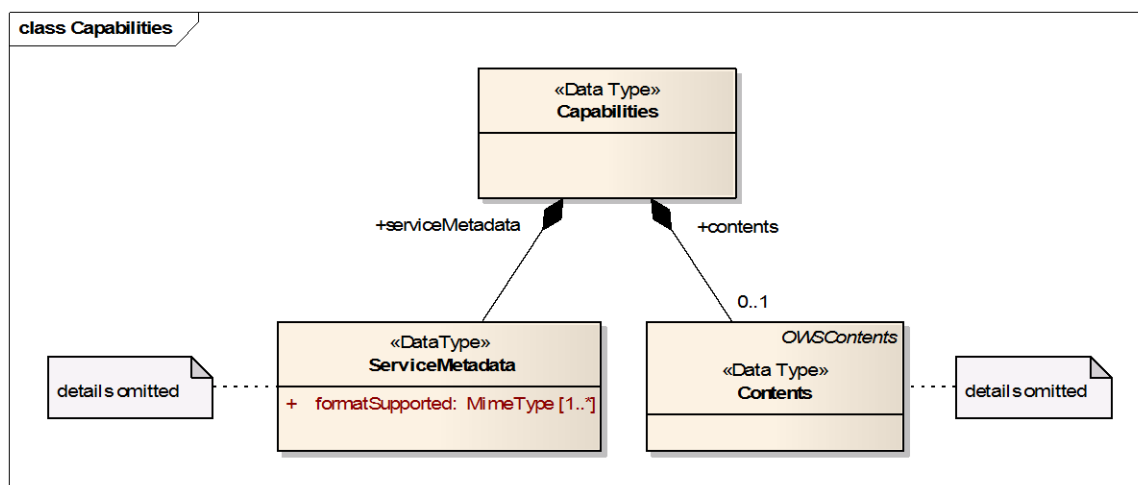 class Capabilities
«Data Type»
Capabilities
+serviceMetadata
+contents
0..1
«DataType»
ServiceMetadata
+ formatSupported: MimeType [1..*]
OWSContents
«Data Type»
Contents
details omitted
details omitted